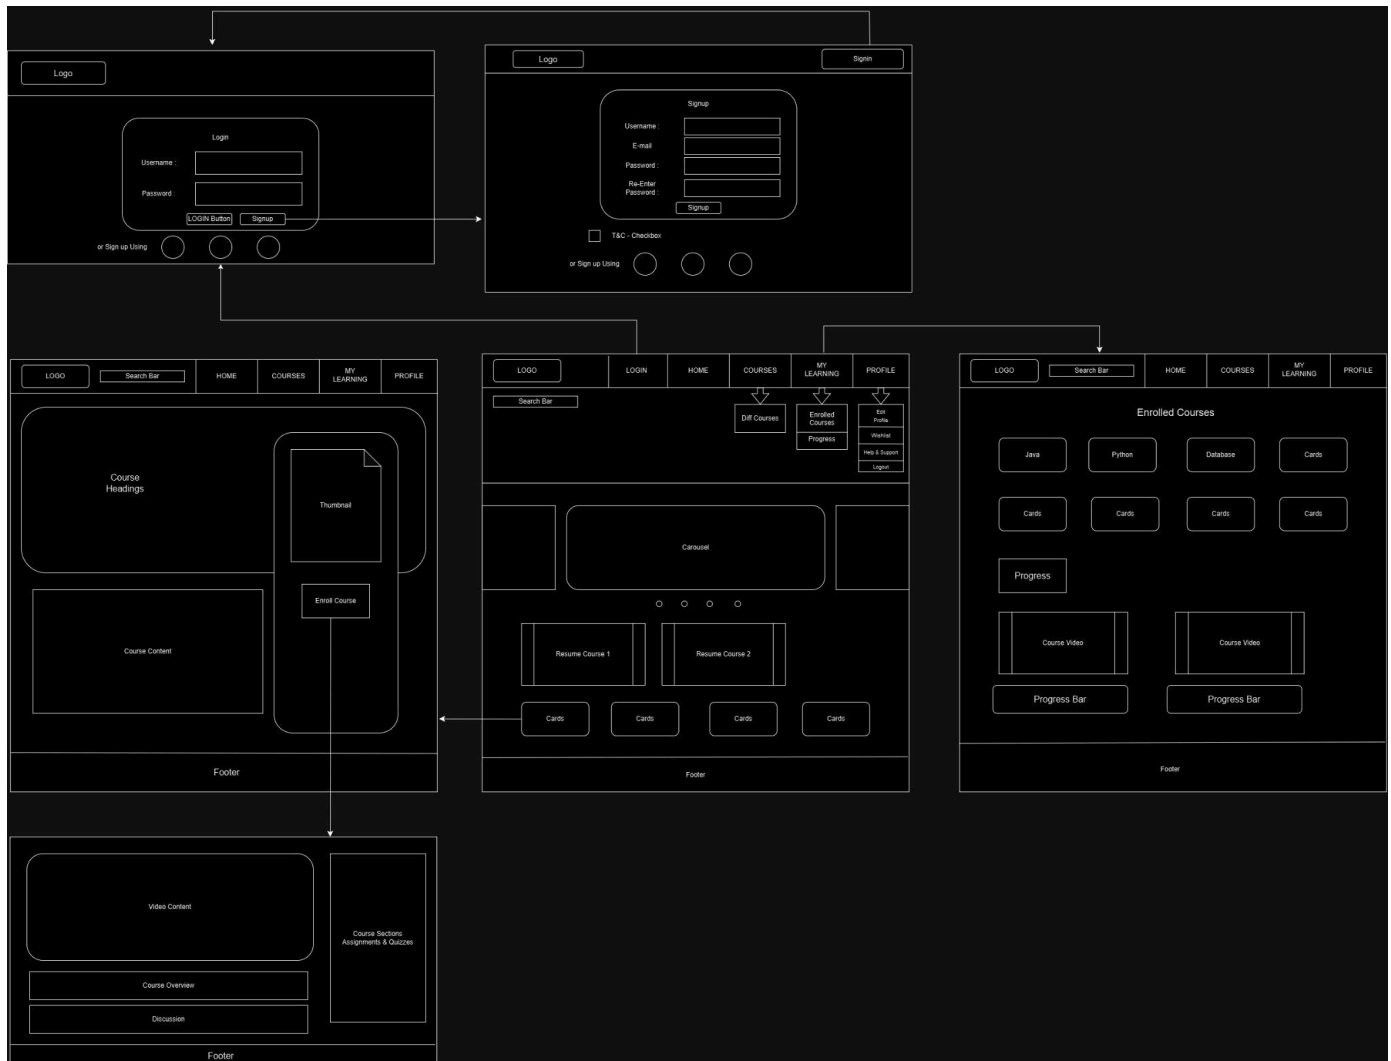 Logo
Login
Username :
Password :
LOGIN Button
Signup
or Sign up Using
Logo
Signin
Signup
Username :
E-mail
Password :
Re-Enter
Password :
Signup
T&C - Checkbox
or Sign up Using
LOGO
Search Bar
HOME
COURSES
MY
LEARNING
PROFILE
Course
Headings
Thumbnail
Enroll Course
Course Content
Footer
LOGO
LOGIN
HOME
COURSES
MY
LEARNING
PROFILE
Search Bar
Diff Courses
Enrolled
Courses
Progress
Edit
Profile
Wishlist
Help & Support
Logout
Carousel
Resume Course 1
Resume Course 2
Cards
Cards
Cards
Cards
Footer
LOGO
Search Bar
HOME
COURSES
MY
LEARNING
PROFILE
Enrolled Courses
Java
Python
Database
Cards
Cards
Cards
Cards
Cards
Progress
Course Video
Course Video
Progress Bar
Progress Bar
Footer
Video Content
Course Sections
Assignments & Quizzes
Course Overview
Discussion
Footer